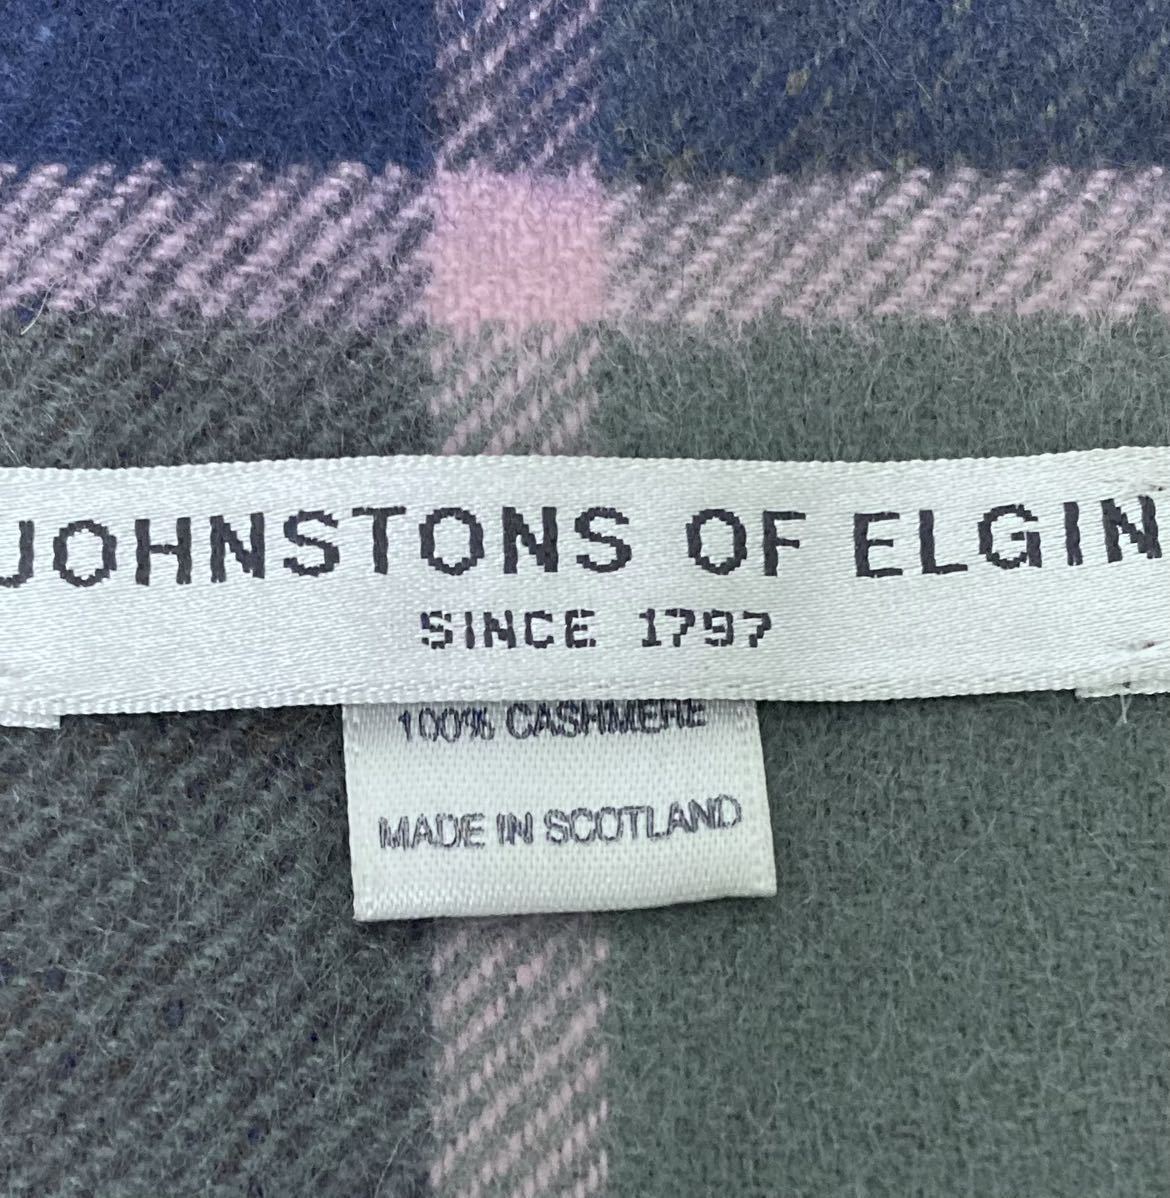 JOHNSTONS OF ELGIN
SINCE 1797
100% CASHMERE
MADE IN SCOTLAND